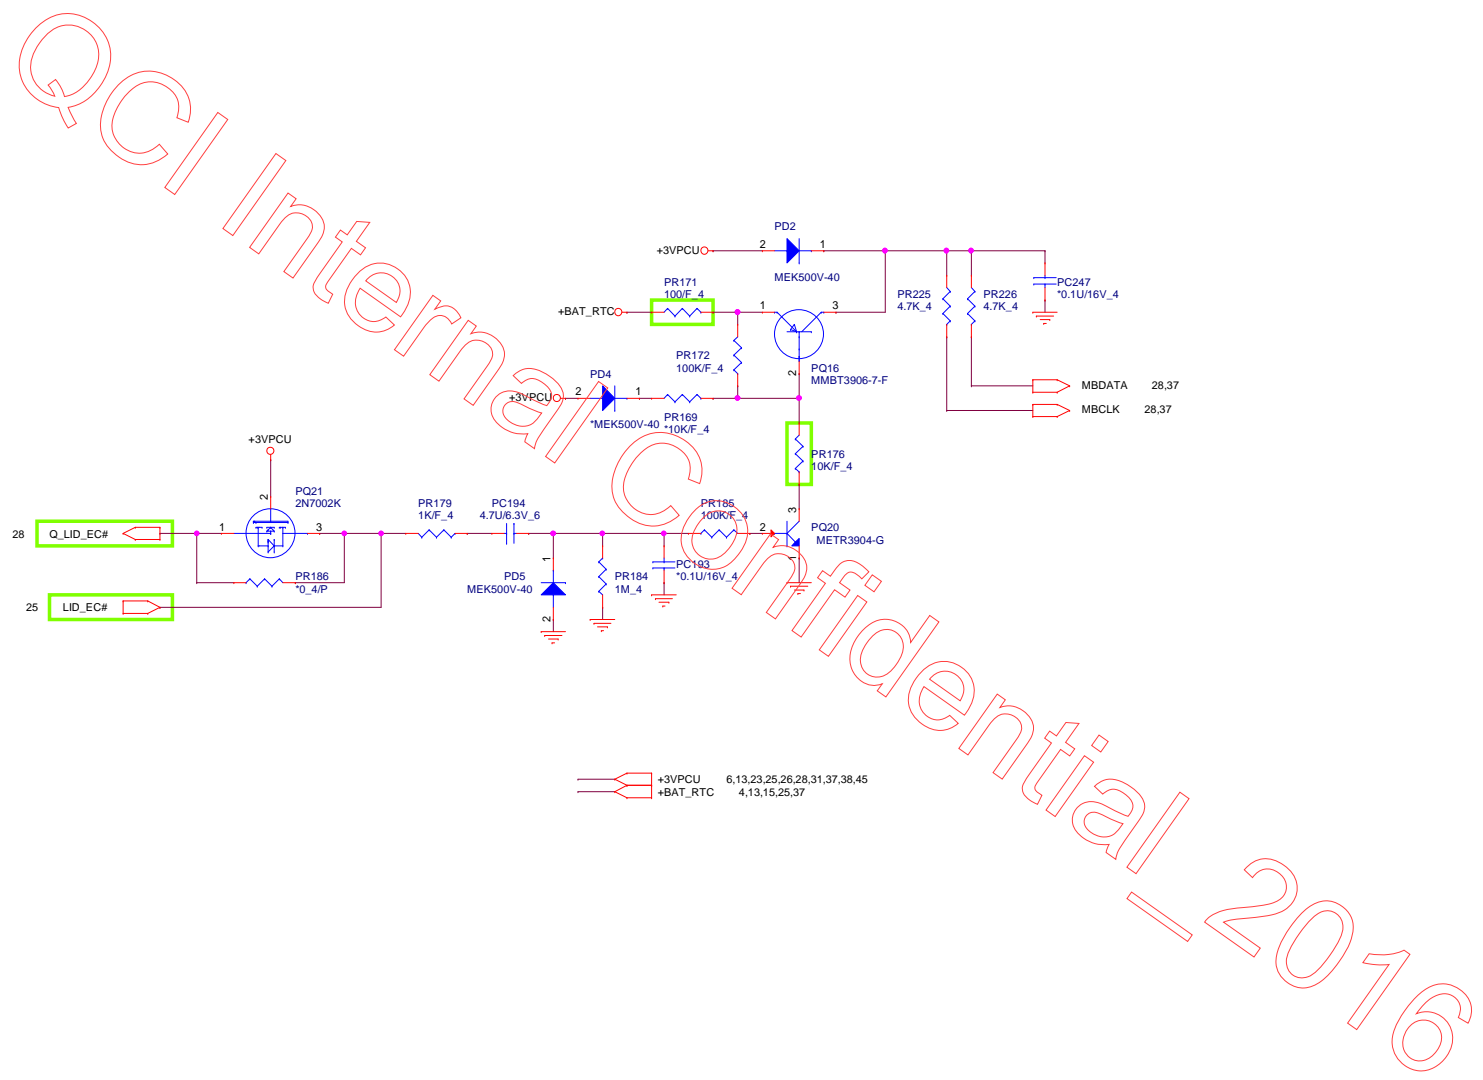 QCI Internal Confidential_2016
PD2
+3VPCU 2 1
MEK500V-40
PR171
100/F_4
+BAT_RTC 1 3
PR225
4.7K_4
PR226
4.7K_4
PC247
*0.1U/16V_4
PR172
100K/F_4
2
PQ16
MMBT3906-7-F
PD4
+3VPCU 2 1
*MEK500V-40
PR169
*10K/F_4
MBDATA 28,37
MBCLK 28,37
PR176
10K/F_4
+3VPCU
2
PQ21
2N7002K
PR179
1K/F_4
PC194
4.7U/6.3V_6
PR185
100K/F_4
3
28 Q_LID_EC# 1 3
2
PQ20
METR3904-G
1
1
PD5
MEK500V-40
2
PR184
1M_4
PC193
*0.1U/16V_4
PR186
*0_4/P
25 LID_EC#
+3VPCU 6,13,23,25,26,28,31,37,38,45
+BAT_RTC 4,13,15,25,37